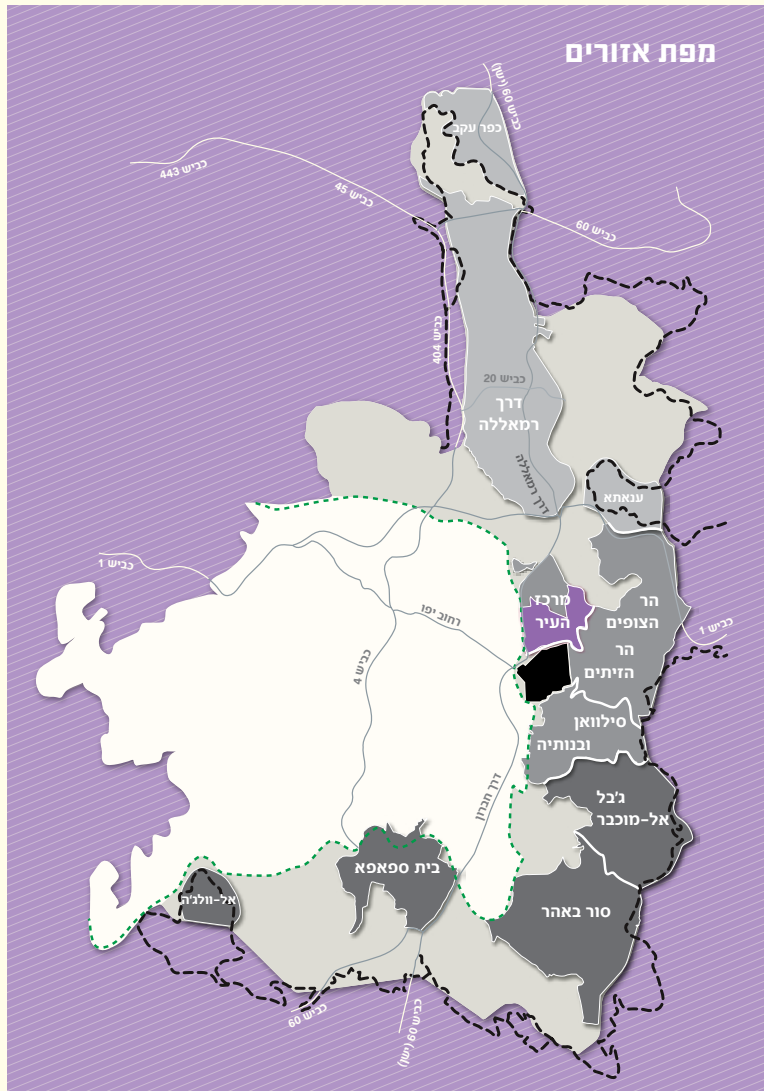 מפת אזורים
כביש 60 (ישן)
כפר עקב
כביש 443
כביש 45
כביש 60
כביש 404
כביש 20
דרך
רמאללה
דרך רמאללה
ענאתא
כביש 1
מרכז
העיר
הר
הצופים
רחוב יפו
כביש 1
הר
הזיתים
כביש 4
סילוואן
ובנותיה
דרך חברון
ג'בל
אל-מוכבר
בית ספאפא
אל-וולג'ה
סור באהר
כביש 60
כביש 60 (ישן)